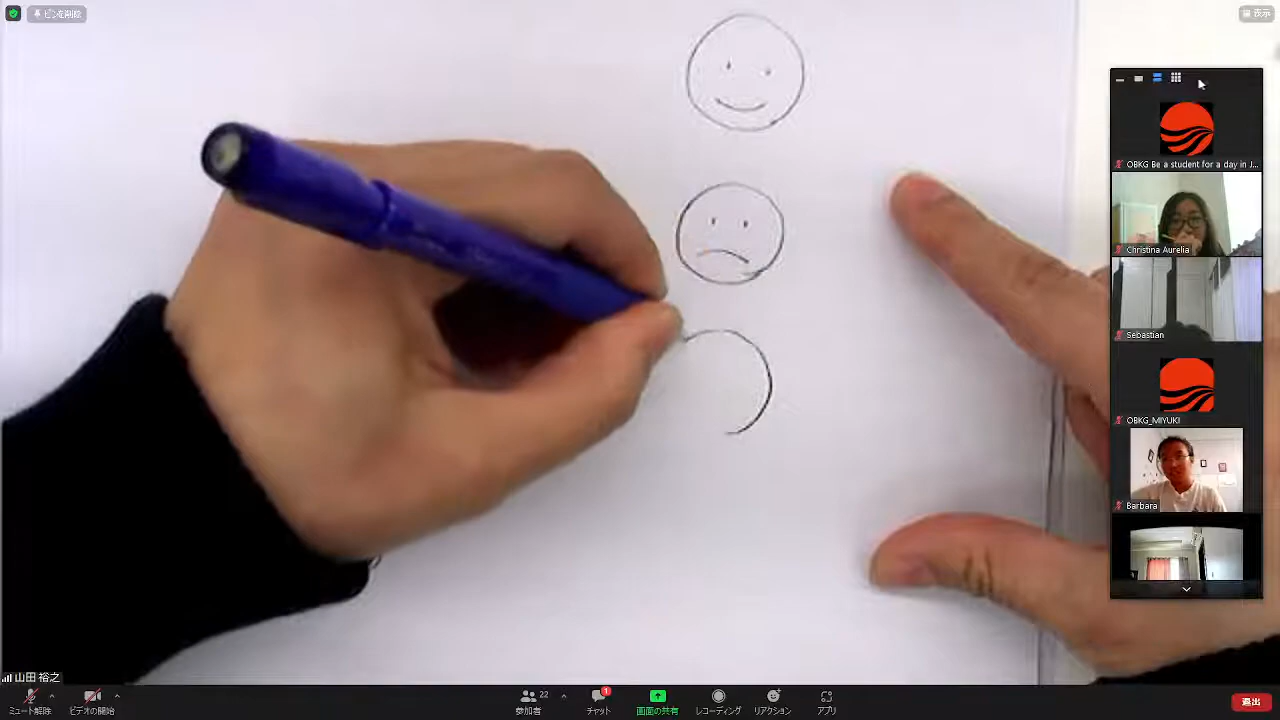 ピンを削除
表示
OBKG Be a student for a day in J...
Christina Aurelia
Sebastian
OBKG_MIYUKI
Barbara
山田 裕之
ミュート解除
ビデオの開始
22
参加者
1
チャット
画面の共有
レコーディング
リアクション
アプリ
退出